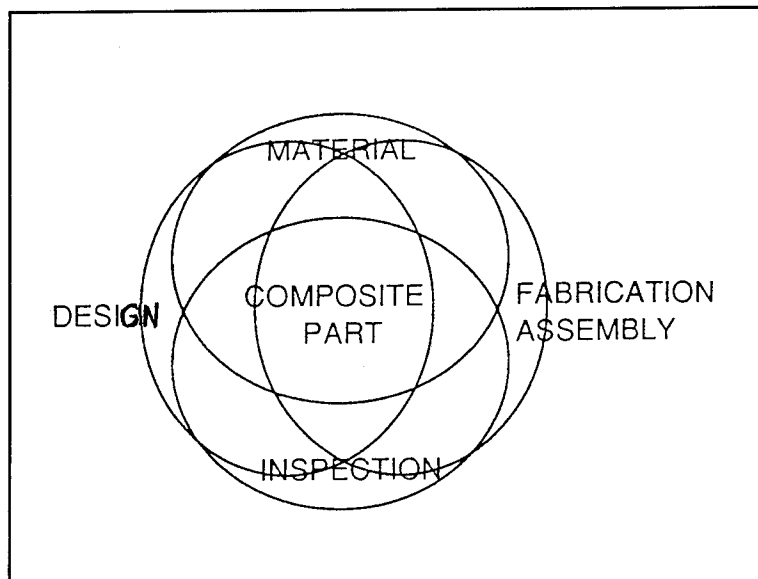 MATERIAL
DESIGN
COMPOSITE
PART
FABRICATION
ASSEMBLY
INSPECTION